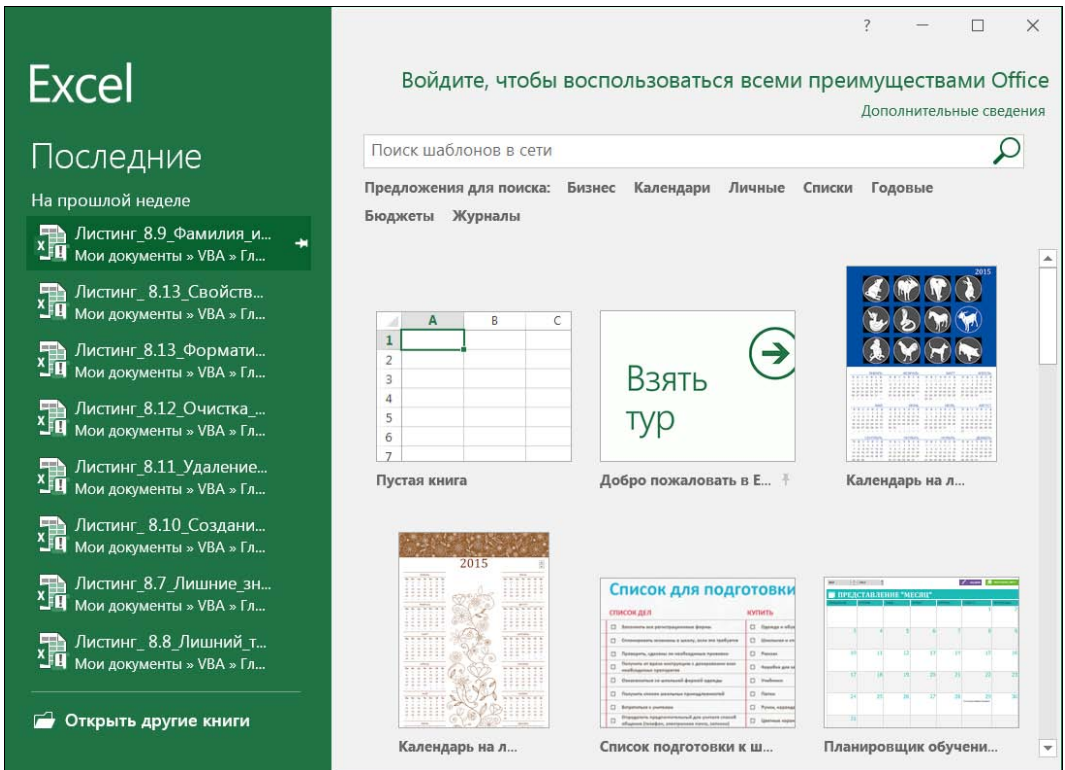 ?
Excel
Войдите, чтобы воспользоваться всеми преимуществами Office
Дополнительные сведения
Последние
На прошлой неделе
Листинг_8.9_Фамилия_и...
Мои документы » VBA » Гл...
Листинг_ 8.13_Свойств...
Мои документы » VBA » Гл...
Листинг_8.13_Формати...
Мои документы » VBA » Гл...
Листинг_8.12_Очистка_...
Мои документы » VBA » Гл...
Листинг_8.11_Удаление...
Мои документы » VBA » Гл...
Листинг_ 8.10_Создани...
Мои документы » VBA » Гл...
Листинг_8.7_Лишние_зн...
Мои документы » VBA » Гл...
Листинг_ 8.8_Лишний_т...
Мои документы » VBA » Гл...
Открыть другие книги
Поиск шаблонов в сети
Предложения для поиска: Бизнес Календари Личные Списки Годовые
Бюджеты Журналы
A B C
1
2
3
4
5
6
7
Пустая книга
Взять
тур
Добро пожаловать в E...
2015
Календарь на л...
2015
Календарь на л...
Список для подготовки
СПИСОК ДЕЛ КУПИТЬ
Список подготовки к ш...
ПРЕДСТАВЛЕНИЕ "МЕСЯЦ"
Планировщик обучени...